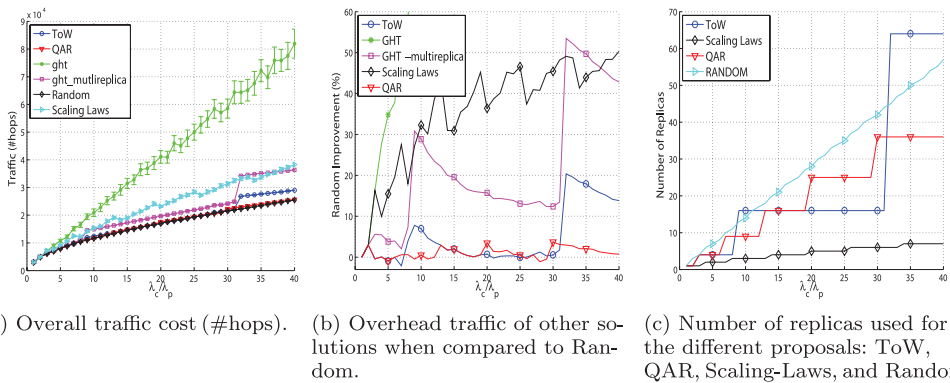 x 10⁴
9
8
7
6
5
4
3
2
1
0
Traffic (#hops)
ToW
QAR
ght
ght_mutlireplica
Random
Scaling Laws
0 5 10 15 20 25 30 35 40
λc/λp
50
40
30
20
10
0
Random Improvement (%)
ToW
GHT
GHT –multireplica
Scaling Laws
QAR
0 5 10 15 20 25 30 35 40
λc/λp
70
60
50
40
30
20
10
0
Number of Replicas
ToW
Scaling Laws
QAR
RANDOM
0 5 10 15 20 25 30 35 40
λc/λp
) Overall traffic cost (#hops).
(b) Overhead traffic of other so-
lutions when compared to Ran-
dom.
(c) Number of replicas used for
the different proposals: ToW,
QAR, Scaling-Laws, and Rando